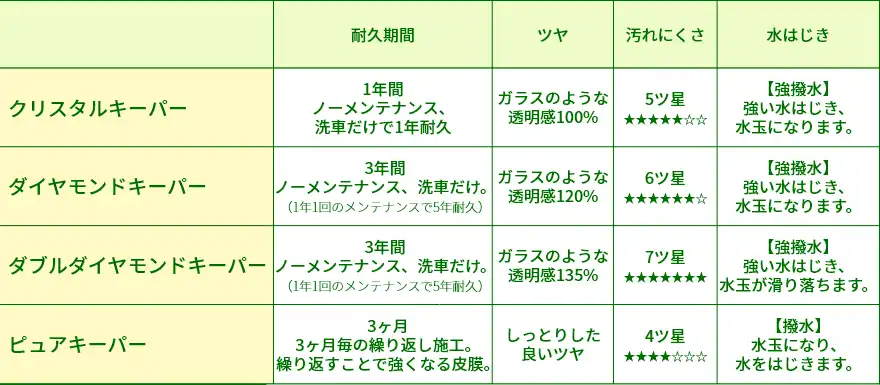 耐久期間
ツヤ
汚れにくさ
水はじき
クリスタルキーパー
1年間
ノーメンテナンス、
洗車だけで1年耐久
ガラスのような
透明感100%
5ツ星
★★★★★☆☆
【強撥水】
強い水はじき、
水玉になります。
ダイヤモンドキーパー
3年間
ノーメンテナンス、洗車だけ。
（1年1回のメンテナンスで5年耐久）
ガラスのような
透明感120%
6ツ星
★★★★★★☆
【強撥水】
強い水はじき、
水玉になります。
ダブルダイヤモンドキーパー
3年間
ノーメンテナンス、洗車だけ。
（1年1回のメンテナンスで5年耐久）
ガラスのような
透明感135%
7ツ星
★★★★★★★
【強撥水】
強い水はじき、
水玉が滑り落ちます。
ピュアキーパー
3ヶ月
3ヶ月毎の繰り返し施工。
繰り返すことで強くなる皮膜。
しっとりした
良いツヤ
4ツ星
★★★★☆☆☆
【撥水】
水玉になり、
水をはじきます。